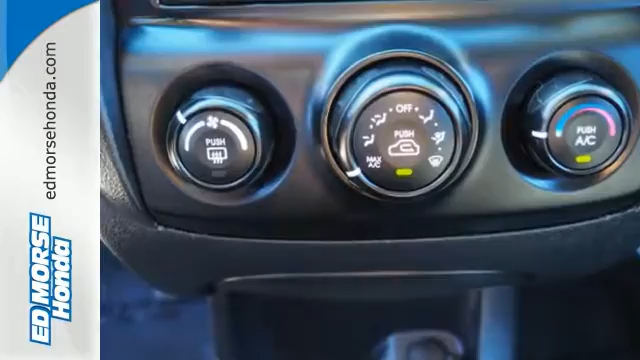 edmorsehonda.com
ED MORSE
Honda
PUSH
OFF
PUSH
MAX
A/C
PUSH
A/C